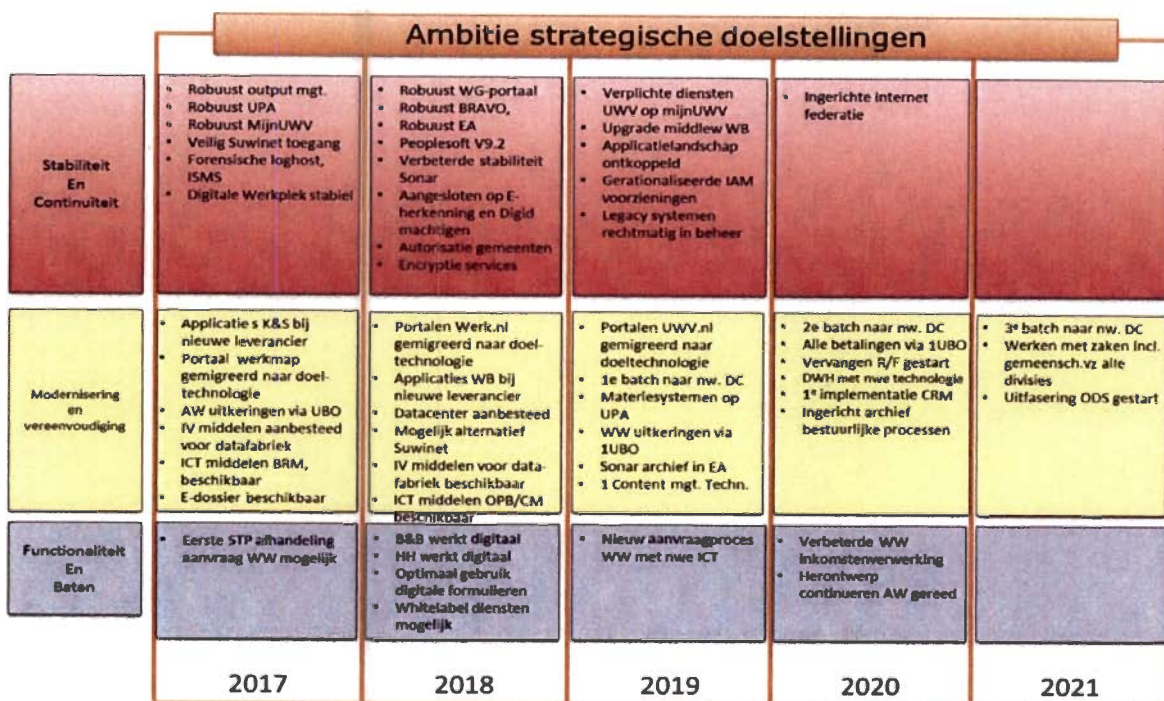 Ambitie strategische doelstellingen
Stabiliteit
En
Continuïteit
• Robuust output mgt.
• Robuust UPA
• Robuust MijnUWV
• Veilig Suwinet toegang
• Forensische loghost,
ISMS
• Digitale Werkplek stabiel
• Robuust WG-portaal
• Robuust BRAVO,
• Robuust EA
• Peoplesoft V9.2
• Verbeterde stabiliteit
Sonar
• Aangesloten op E-
herkenning en Digid
machtigen
• Autorisatie gemeenten
• Encryptie services
• Verplichte diensten
UWV op mijnUWV
• Upgrade middlew WB
• Applicatielandschap
ontkoppeld
• Gerationaliseerde IAM
voorzieningen
• Legacy systemen
rechtmatig in beheer
• Ingerichte Internet
federatie
Modernisering
en
vereenvoudiging
• Applicatie s K&S bij
nieuwe leverancier
• Portaal werkmap
gemigreerd naar doel-
technologie
• AW uitkeringen via UBO
• IV middelen aanbesteed
voor datafabriek
• ICT middelen BRM,
beschikbaar
• E-dossier beschikbaar
• Portalen Werk.nl
gemigreerd naar doel-
technologie
• Applicaties WB bij
nieuwe leverancier
• Datacenter aanbesteed
• Mogelijk alternatief
Suwinet
• IV middelen voor data-
fabriek beschikbaar
• ICT middelen OPB/CM
beschikbaar
• Portalen UWV.nl
gemigreerd naar
doeltechnologie
• 1e batch naar nw. DC
• Materiesystemen op
UPA
• WW uitkeringen via
1UBO
• Sonar archief in EA
• 1 Content mgt. Techn.
• 2e batch naar nw. DC
• Alle betalingen via 1UBO
• Vervangen R/F gestart
• DWH met nwe technologie
• 1e implementatie CRM
• Ingericht archief
bestuurlijke processen
• 3e batch naar nw. DC
• Werken met zaken incl.
gemeensch.vz alle
divisies
• Uitfasering ODS gestart
Functionaliteit
En
Baten
• Eerste STP afhandeling
aanvraag WW mogelijk
• B&B werkt digitaal
• HH werkt digitaal
• Optimaal gebruik
digitale formulieren
• Whitelabel diensten
mogelijk
• Nieuw aanvraagproces
WW met nwe ICT
• Verbeterde WW
inkomstenverwerking
• Herontwerp
continueren AW gereed
2017
2018
2019
2020
2021